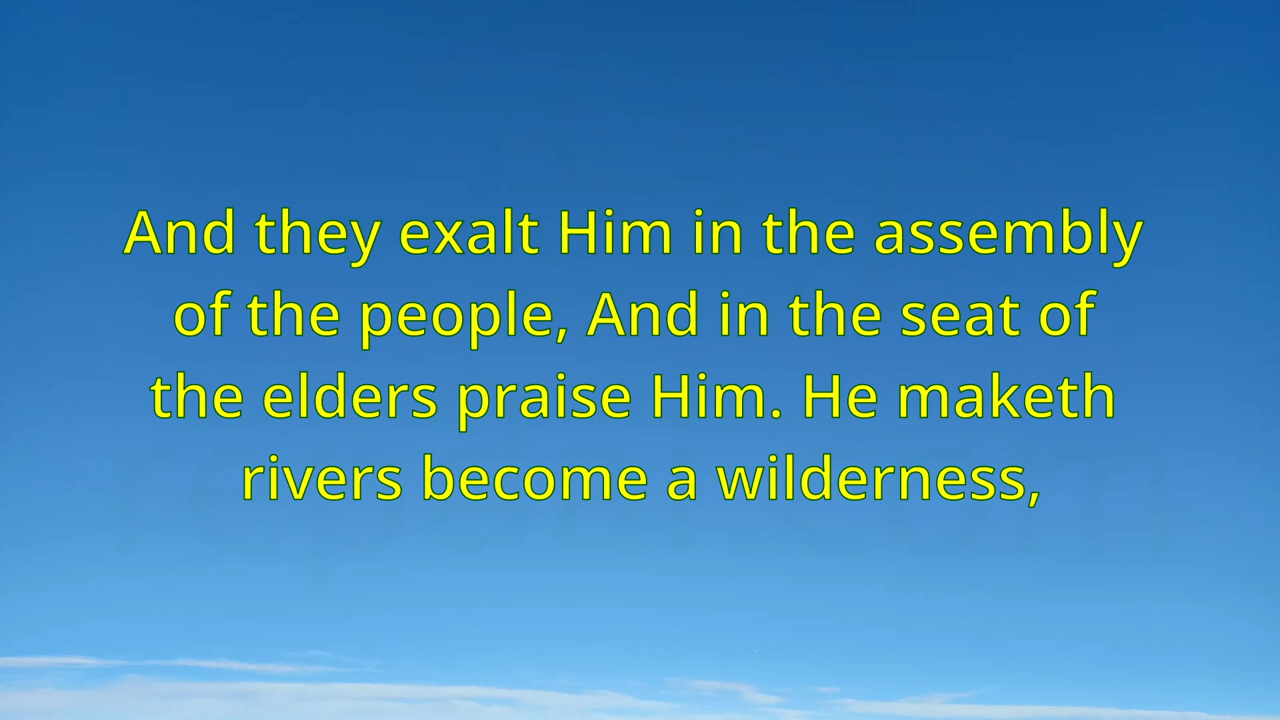 And they exalt Him in the assembly
of the people, And in the seat of
the elders praise Him. He maketh
rivers become a wilderness,